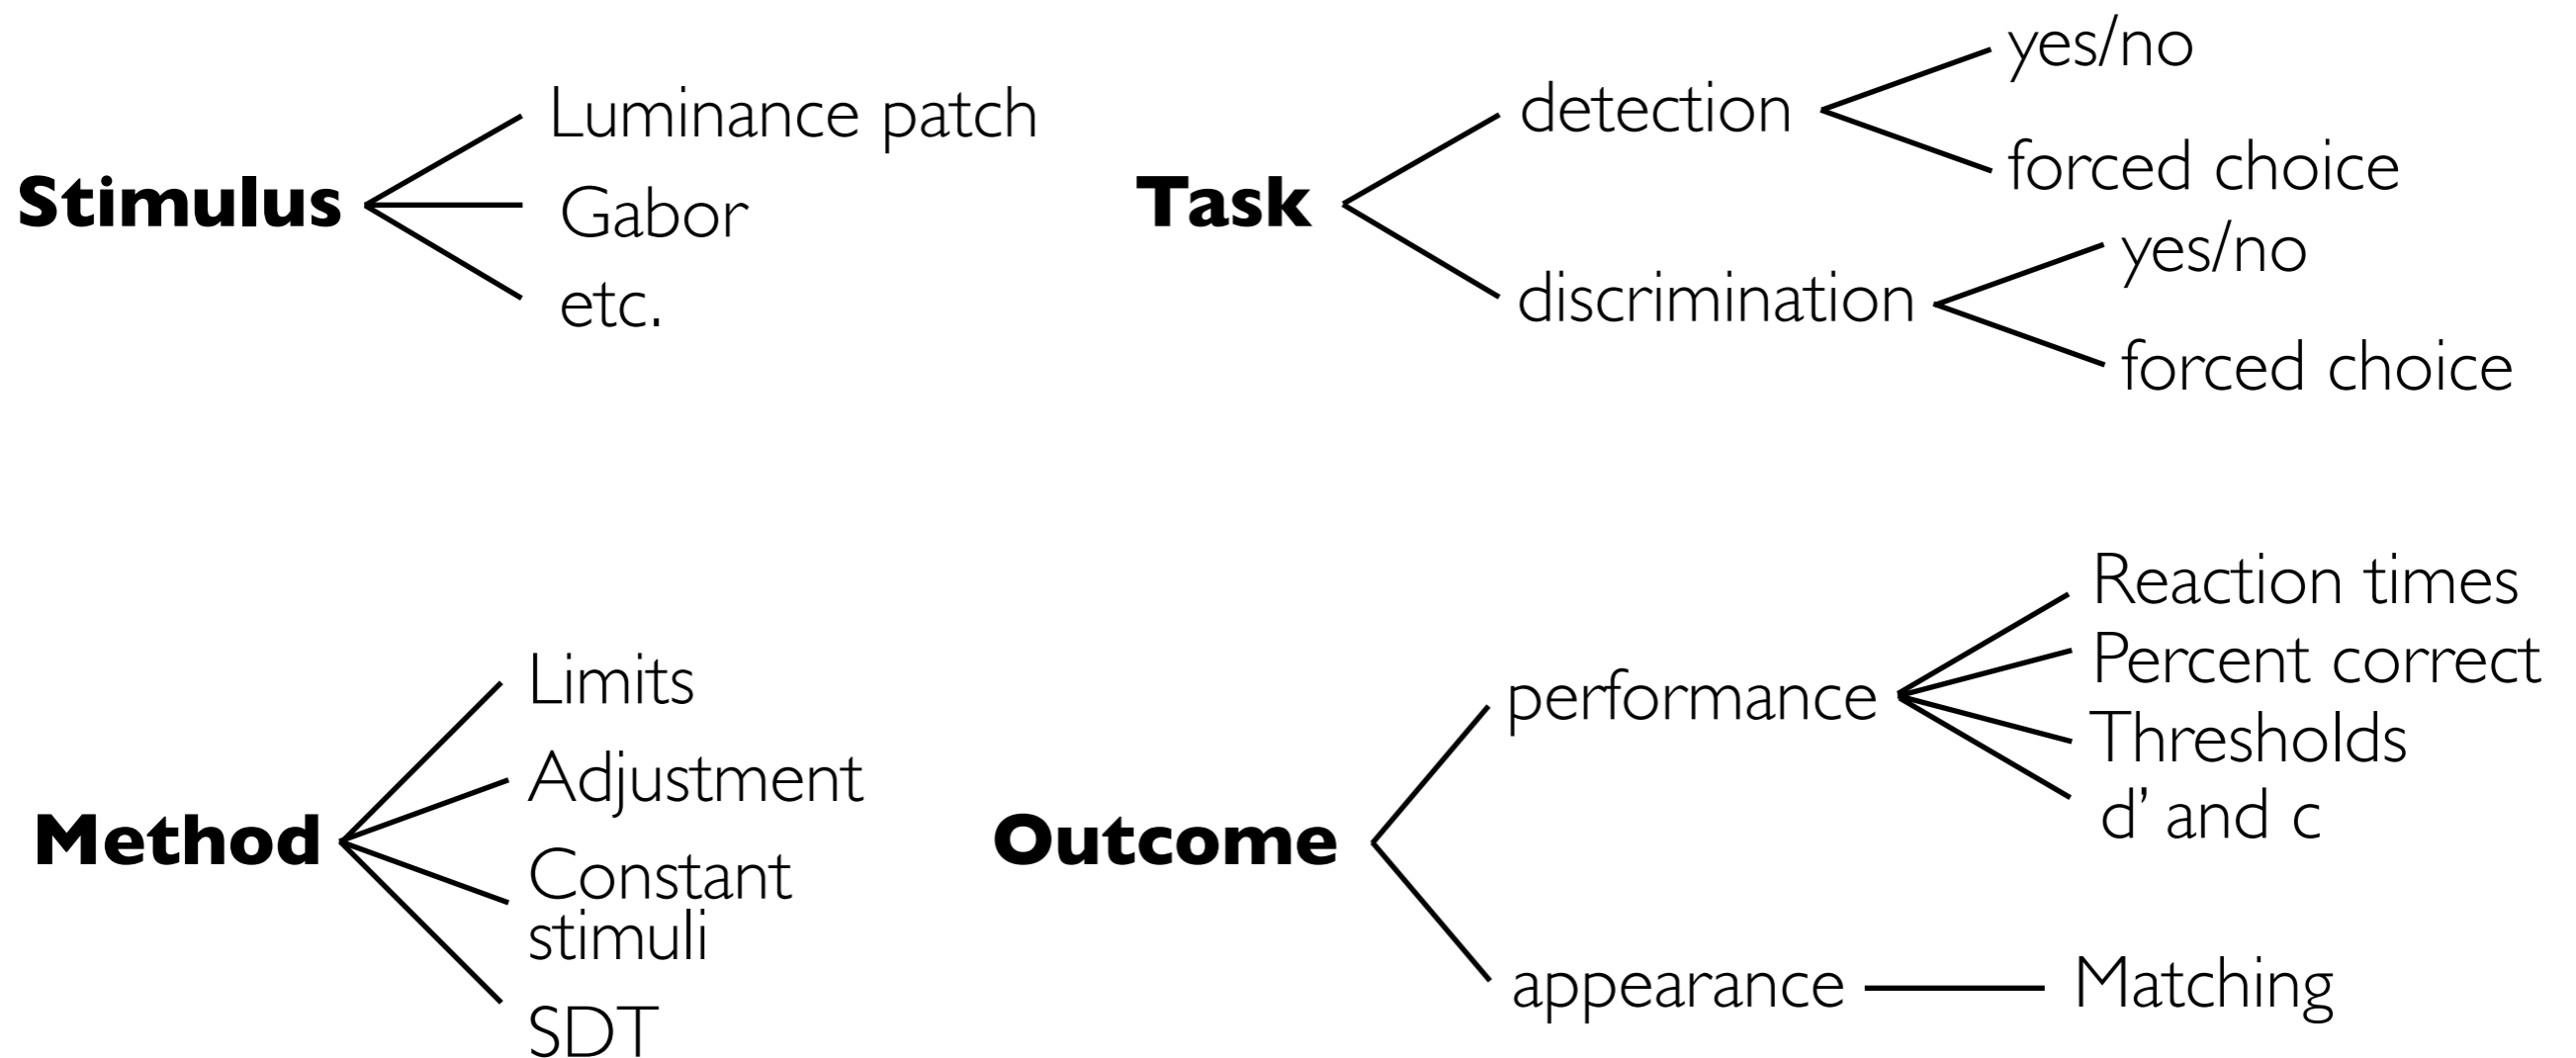 Stimulus
Luminance patch
Gabor
etc.
Task
detection
yes/no
forced choice
discrimination
yes/no
forced choice
Method
Limits
Adjustment
Constant
stimuli
SDT
Outcome
performance
Reaction times
Percent correct
Thresholds
d’ and c
appearance
Matching